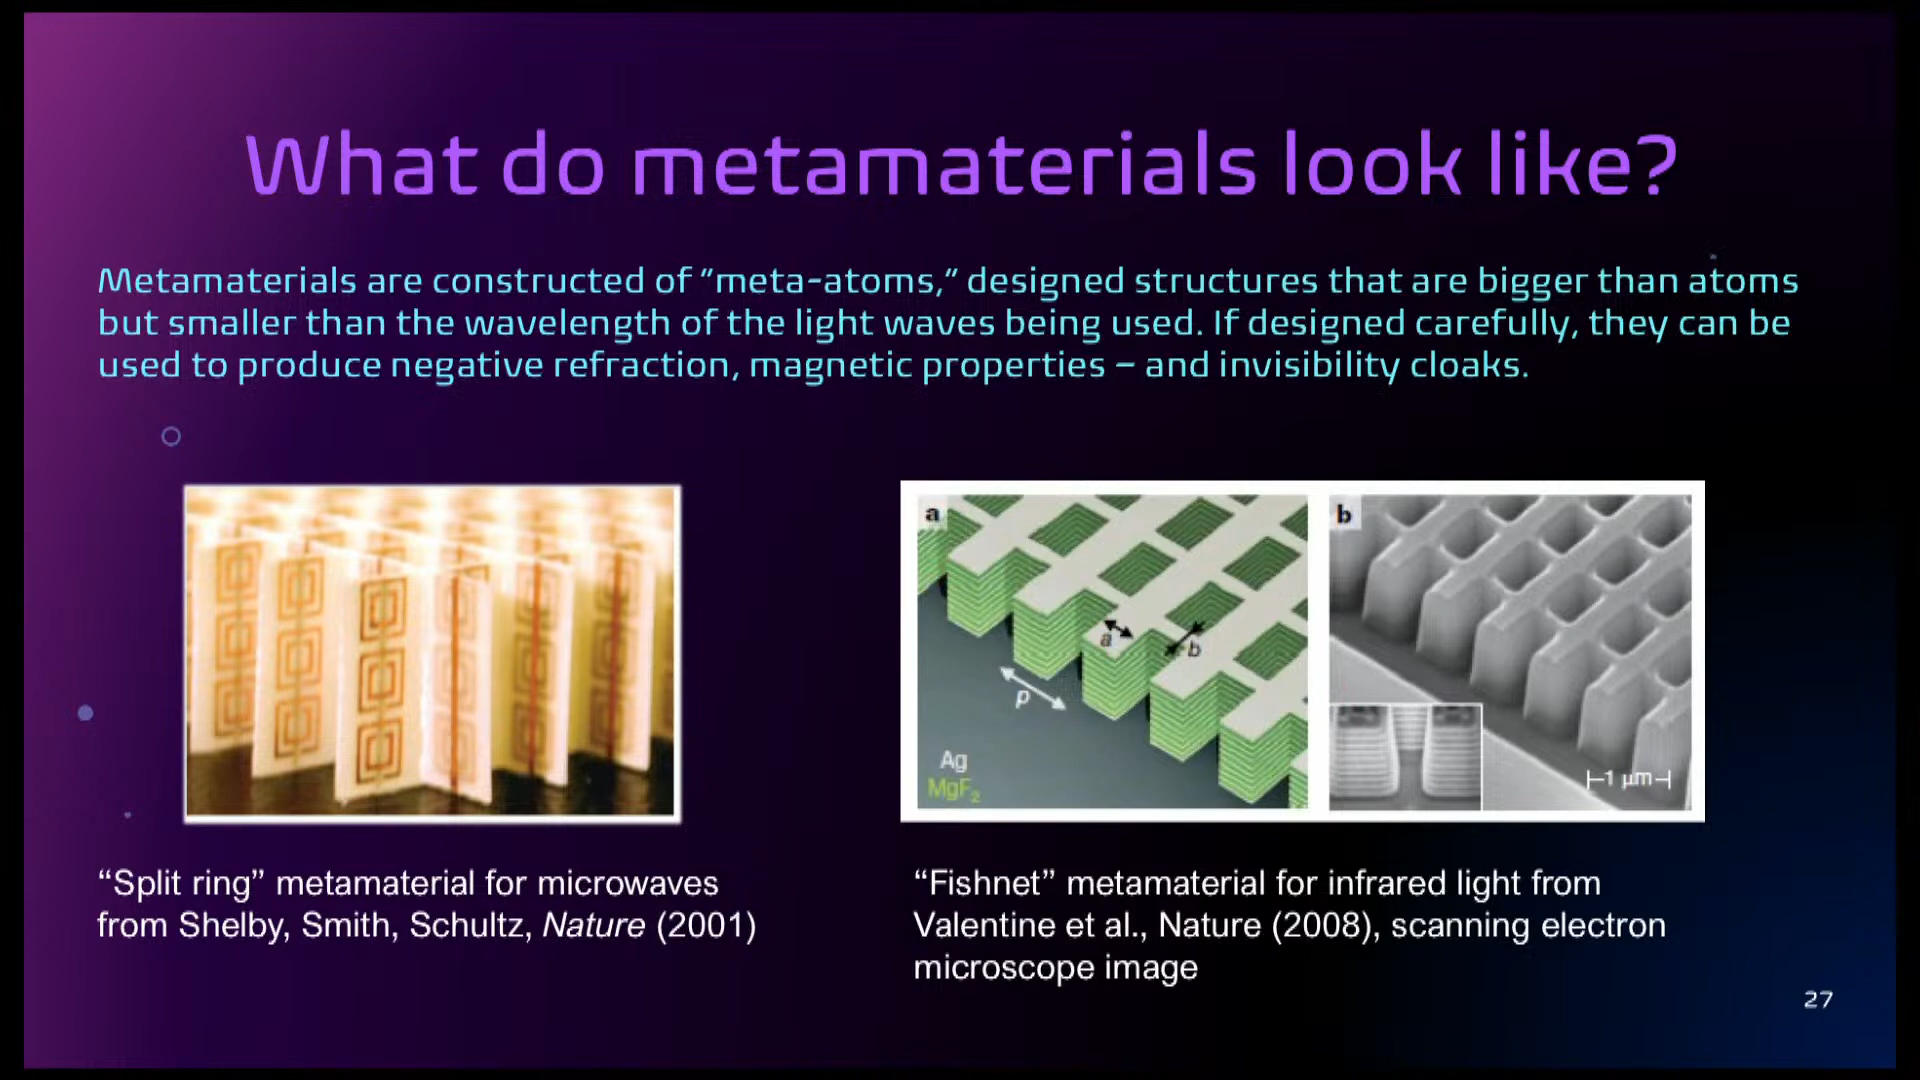 What do metamaterials look like?
Metamaterials are constructed of “meta-atoms,” designed structures that are bigger than atoms
but smaller than the wavelength of the light waves being used. If designed carefully, they can be
used to produce negative refraction, magnetic properties – and invisibility cloaks.
a
a
b
p
Ag
MgF₂
b
1 μm
“Split ring” metamaterial for microwaves
from Shelby, Smith, Schultz, Nature (2001)
“Fishnet” metamaterial for infrared light from
Valentine et al., Nature (2008), scanning electron
microscope image
27